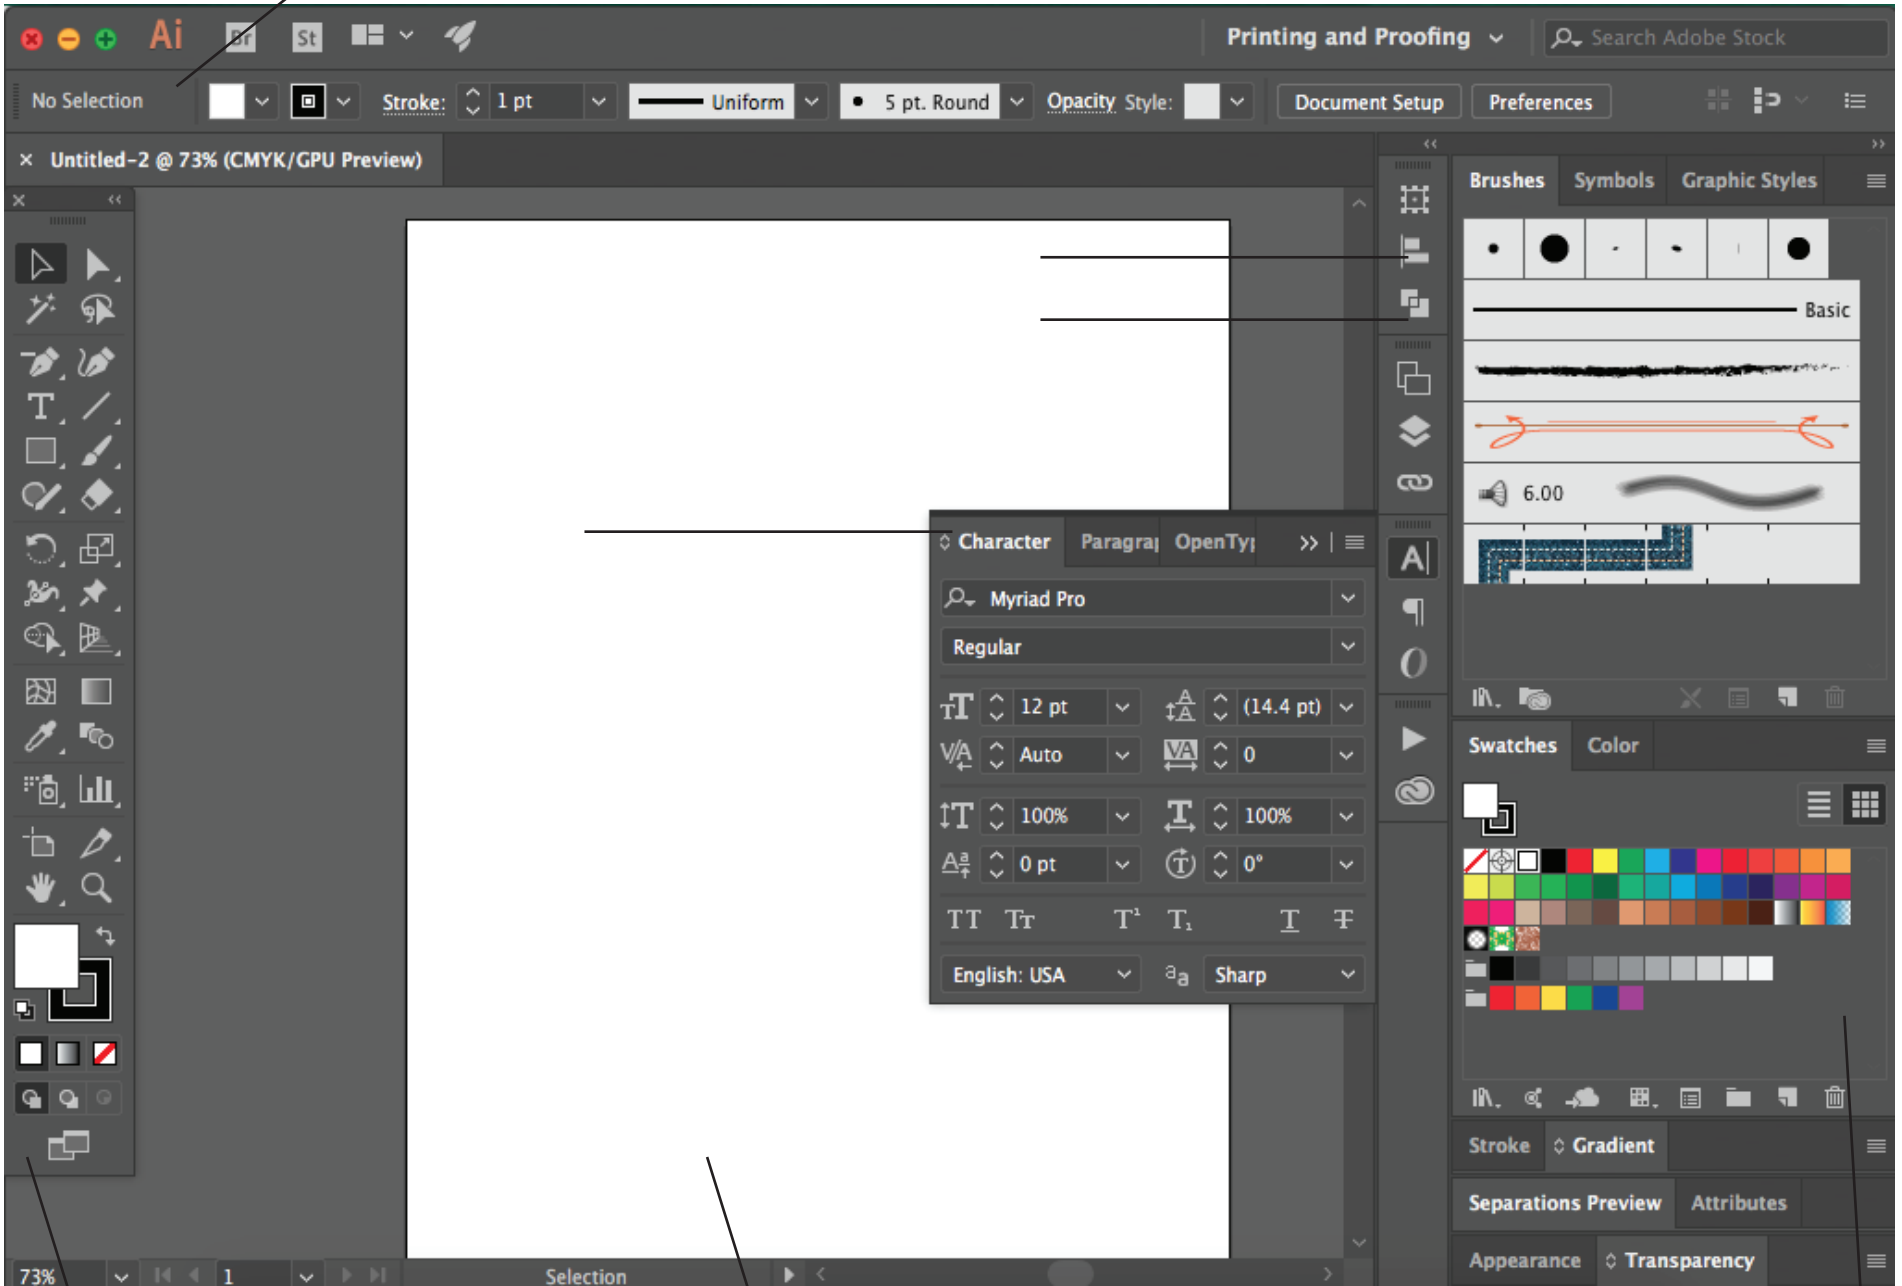 Ai Br St Printing and Proofing Search Adobe Stock
No Selection Stroke: 1 pt Uniform 5 pt. Round Opacity Style: Document Setup Preferences
Untitled-2 @ 73% (CMYK/GPU Preview)
Brushes Symbols Graphic Styles
Basic
6.00
Character Paragra OpenTy
Myriad Pro
Regular
12 pt (14.4 pt)
Auto 0
100% 100%
0 pt 0°
English: USA Sharp
Swatches Color
Stroke Gradient
Separations Preview Attributes
Appearance Transparency
73% 1 Selection